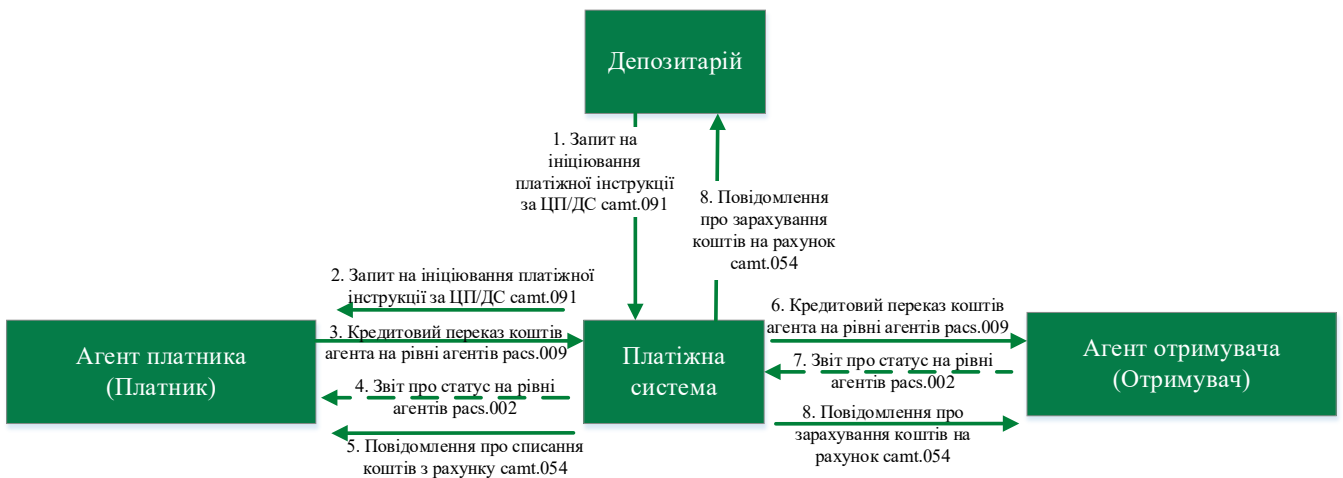 Депозитарій
1. Запит на
ініціювання
платіжної інструкції
за ЦП/ДС camt.091
8. Повідомлення
про зарахування
коштів на рахунок
camt.054
2. Запит на ініціювання платіжної
інструкції за ЦП/ДС camt.091
3. Кредитовий переказ коштів
агента на рівні агентів pacs.009
4. Звіт про статус на рівні
агентів pacs.002
5. Повідомлення про списання
коштів з рахунку camt.054
Агент платника
(Платник)
Платіжна
система
6. Кредитовий переказ коштів
агента на рівні агентів pacs.009
7. Звіт про статус на рівні
агентів pacs.002
8. Повідомлення про
зарахування коштів на
рахунок camt.054
Агент отримувача
(Отримувач)